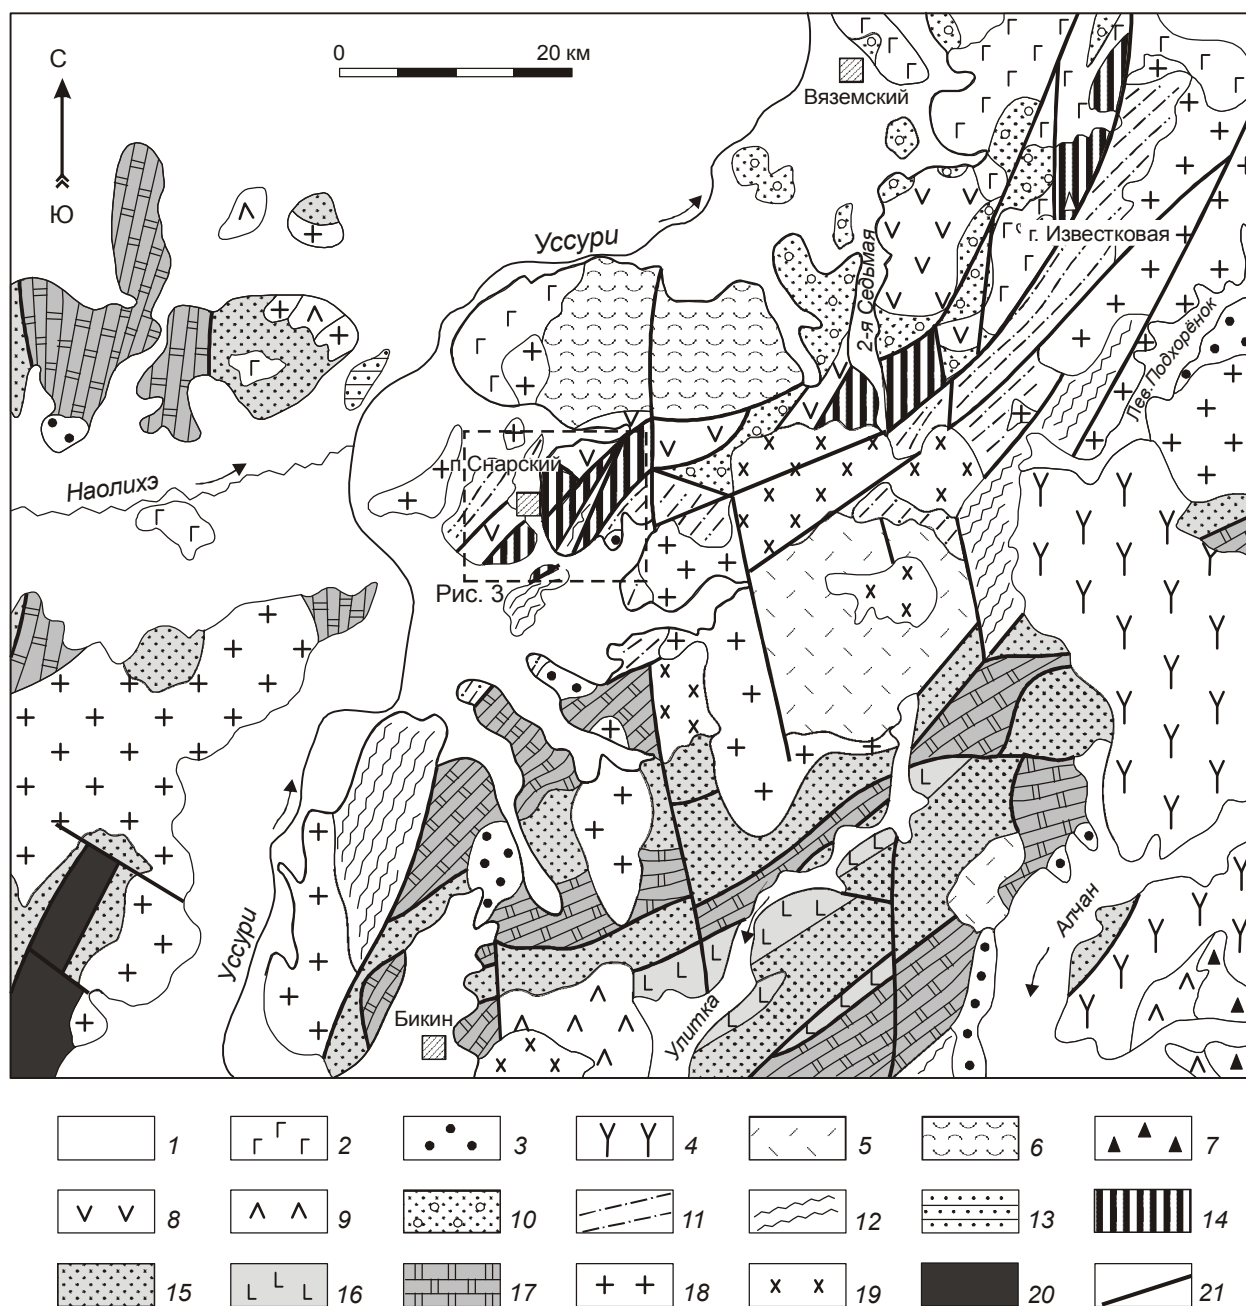 С
Ю
0 20 км
Вяземский
Уссури
2-я Седьмая
г. Известковая
Лев. Подхорёнок
п. Снарский
Наолихэ
Рис. 3
Уссури
Бикин
Улитка
Алчан
1 2 3 4 5 6 7
8 9 10 11 12 13 14
15 16 17 18 19 20 21